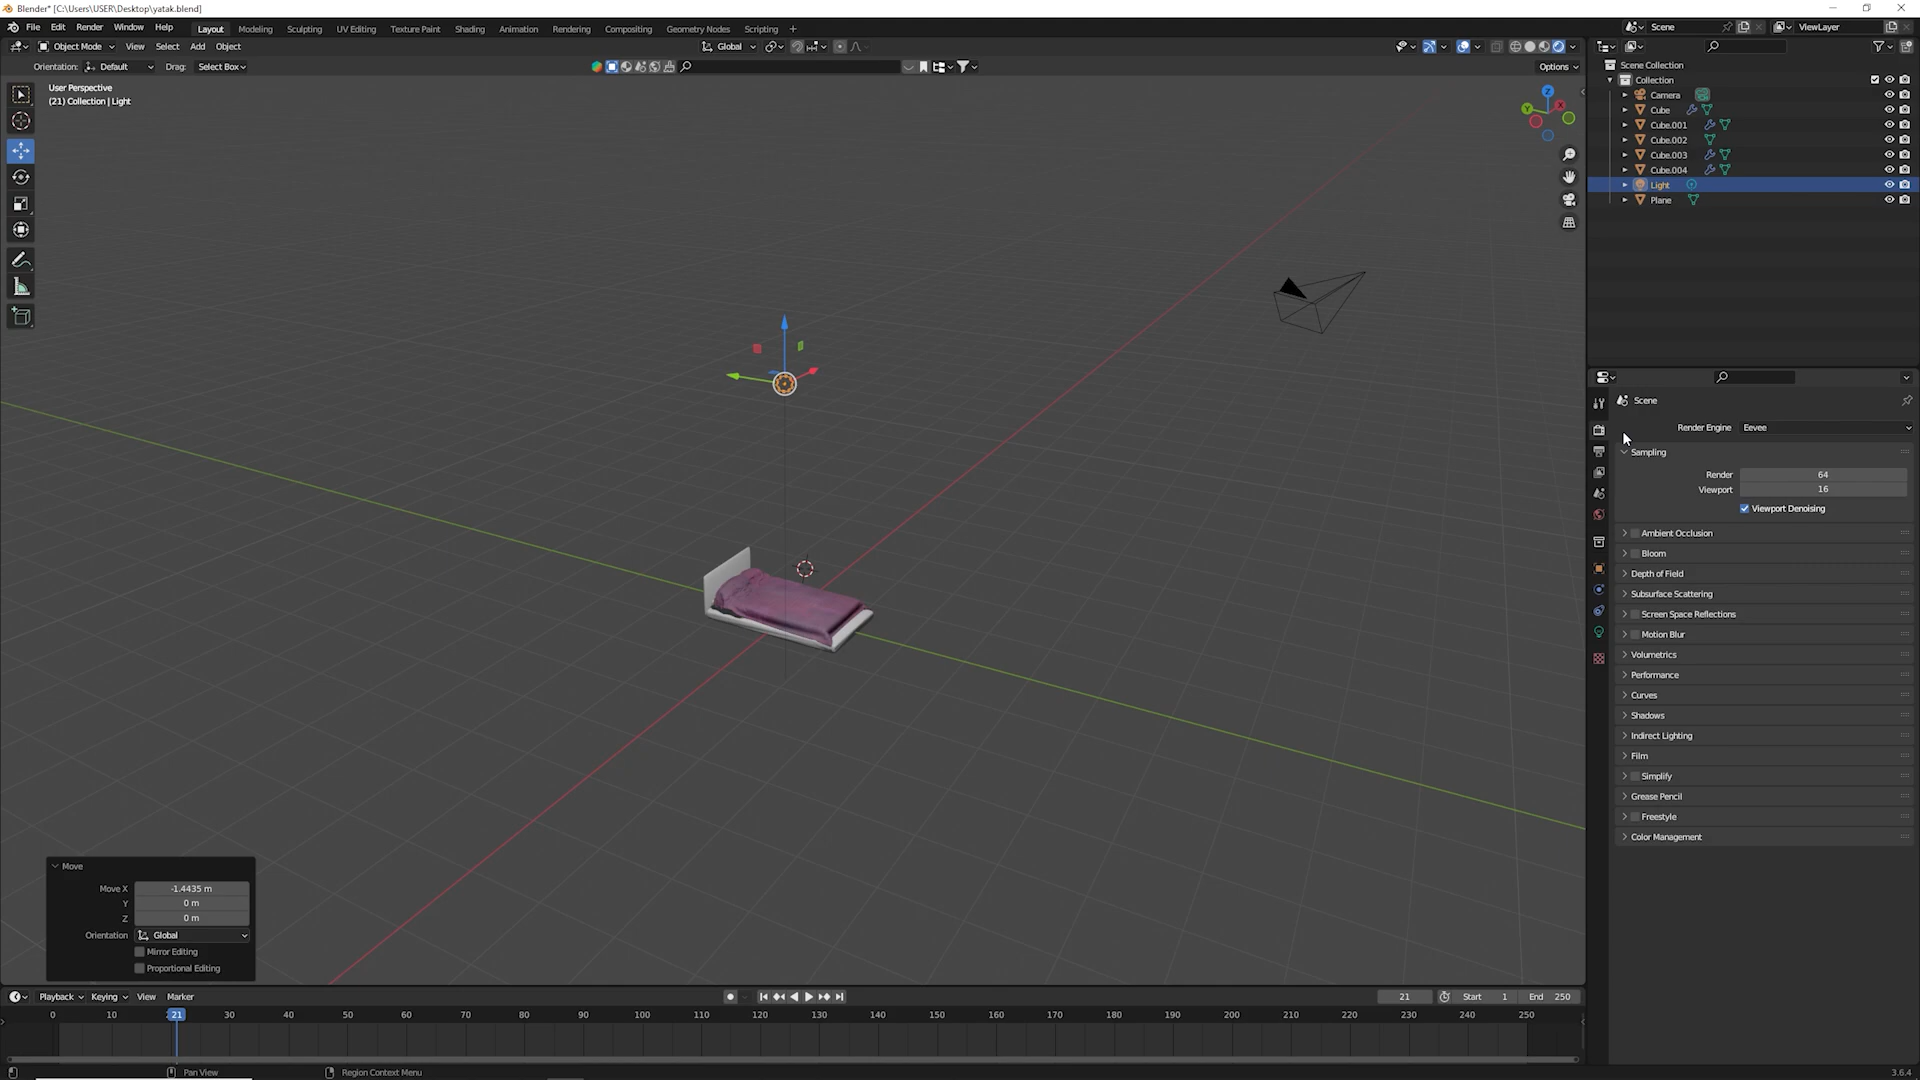 Blender* [C:\Users\USER\Desktop\yatak.blend]
File Edit Render Window Help Layout Modeling Sculpting UV Editing Texture Paint Shading Animation Rendering Compositing Geometry Nodes Scripting + Scene ViewLayer
Object Mode View Select Add Object Global
Orientation: Default Drag: Select Box Options
User Perspective
(21) Collection | Light
Z
X
Y
Scene Collection
Collection
Camera
Cube
Cube.001
Cube.002
Cube.003
Cube.004
Light
Plane
Scene
Render Engine Eevee
Sampling
Render 64
Viewport 16
Viewport Denoising
Ambient Occlusion
Bloom
Depth of Field
Subsurface Scattering
Screen Space Reflections
Motion Blur
Volumetrics
Performance
Curves
Shadows
Indirect Lighting
Film
Simplify
Grease Pencil
Freestyle
Color Management
Move
Move X -1.4435 m
Y 0 m
Z 0 m
Orientation Global
Mirror Editing
Proportional Editing
Playback Keying View Marker 21 Start 1 End 250
0 10 21 30 40 50 60 70 80 90 100 110 120 130 140 150 160 170 180 190 200 210 220 230 240 250
Pan View Region Context Menu 3.6.4